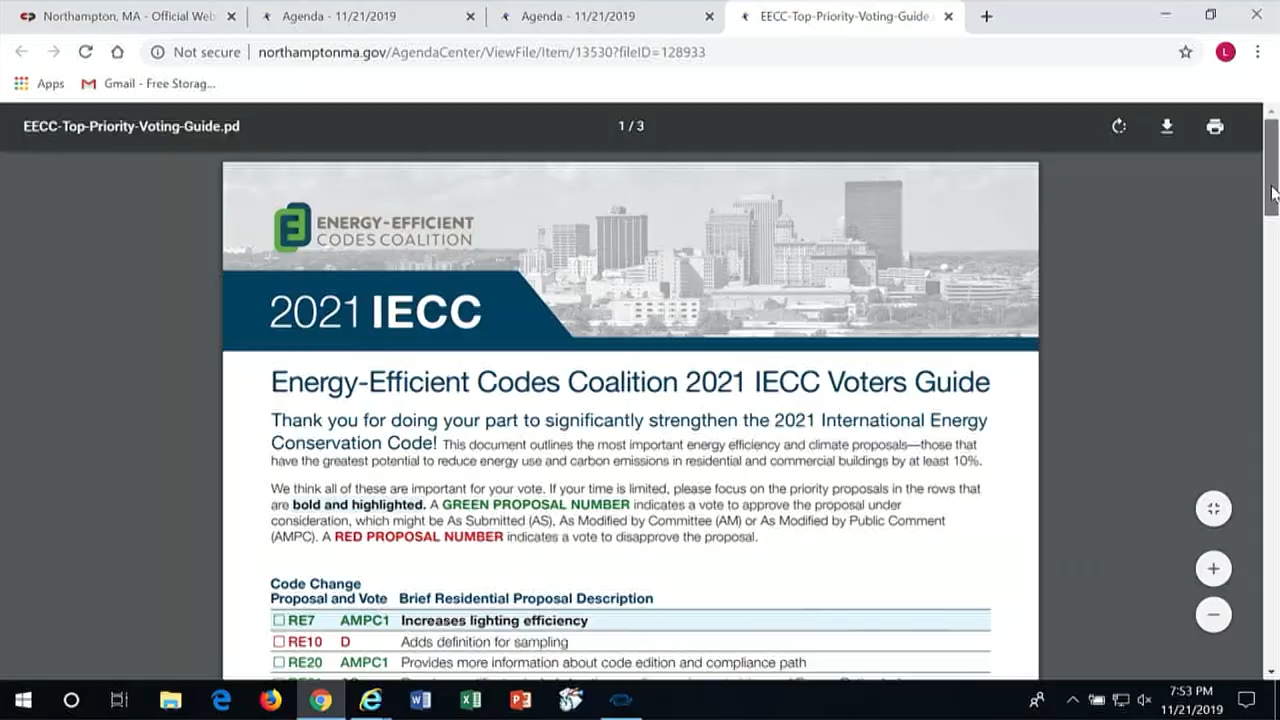 Northampton, MA - Official Web
Agenda - 11/21/2019
Agenda - 11/21/2019
EECC-Top-Priority-Voting-Guide.
Not secure
northamptonma.gov/AgendaCenter/ViewFile/Item/13530?fileID=128933
L
Apps
Gmail - Free Storag...
EECC-Top-Priority-Voting-Guide.pd
1 / 3
ENERGY-EFFICIENT
CODES COALITION
2021 IECC
Energy-Efficient Codes Coalition 2021 IECC Voters Guide
Thank you for doing your part to significantly strengthen the 2021 International Energy
Conservation Code! This document outlines the most important energy efficiency and climate proposals—those that
have the greatest potential to reduce energy use and carbon emissions in residential and commercial buildings by at least 10%.
We think all of these are important for your vote. If your time is limited, please focus on the priority proposals in the rows that
are bold and highlighted. A GREEN PROPOSAL NUMBER indicates a vote to approve the proposal under
consideration, which might be As Submitted (AS), As Modified by Committee (AM) or As Modified by Public Comment
(AMPC). A RED PROPOSAL NUMBER indicates a vote to disapprove the proposal.
Code Change
Proposal and Vote Brief Residential Proposal Description
RE7 AMPC1 Increases lighting efficiency
RE10 D Adds definition for sampling
RE20 AMPC1 Provides more information about code edition and compliance path
7:53 PM
11/21/2019